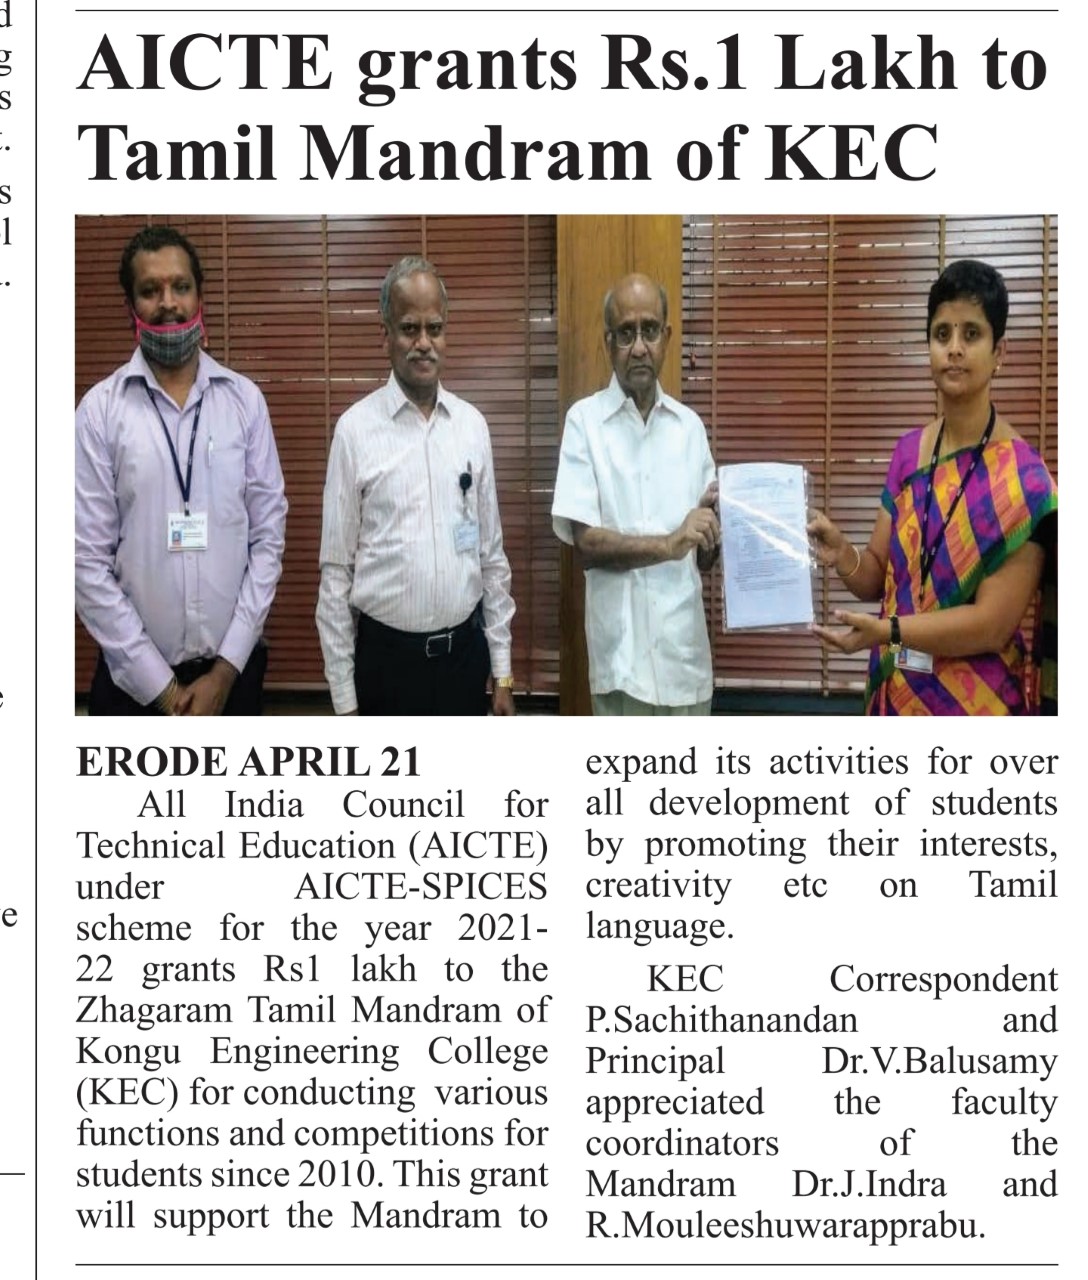 AICTE grants Rs.1 Lakh to
Tamil Mandram of KEC
ERODE APRIL 21
All India Council for
Technical Education (AICTE)
under AICTE-SPICES
scheme for the year 2021-
22 grants Rs1 lakh to the
Zhagaram Tamil Mandram of
Kongu Engineering College
(KEC) for conducting various
functions and competitions for
students since 2010. This grant
will support the Mandram to
expand its activities for over
all development of students
by promoting their interests,
creativity etc on Tamil
language.
KEC Correspondent
P.Sachithanandan and
Principal Dr.V.Balusamy
appreciated the faculty
coordinators of the
Mandram Dr.J.Indra and
R.Mouleeshuwarapprabu.